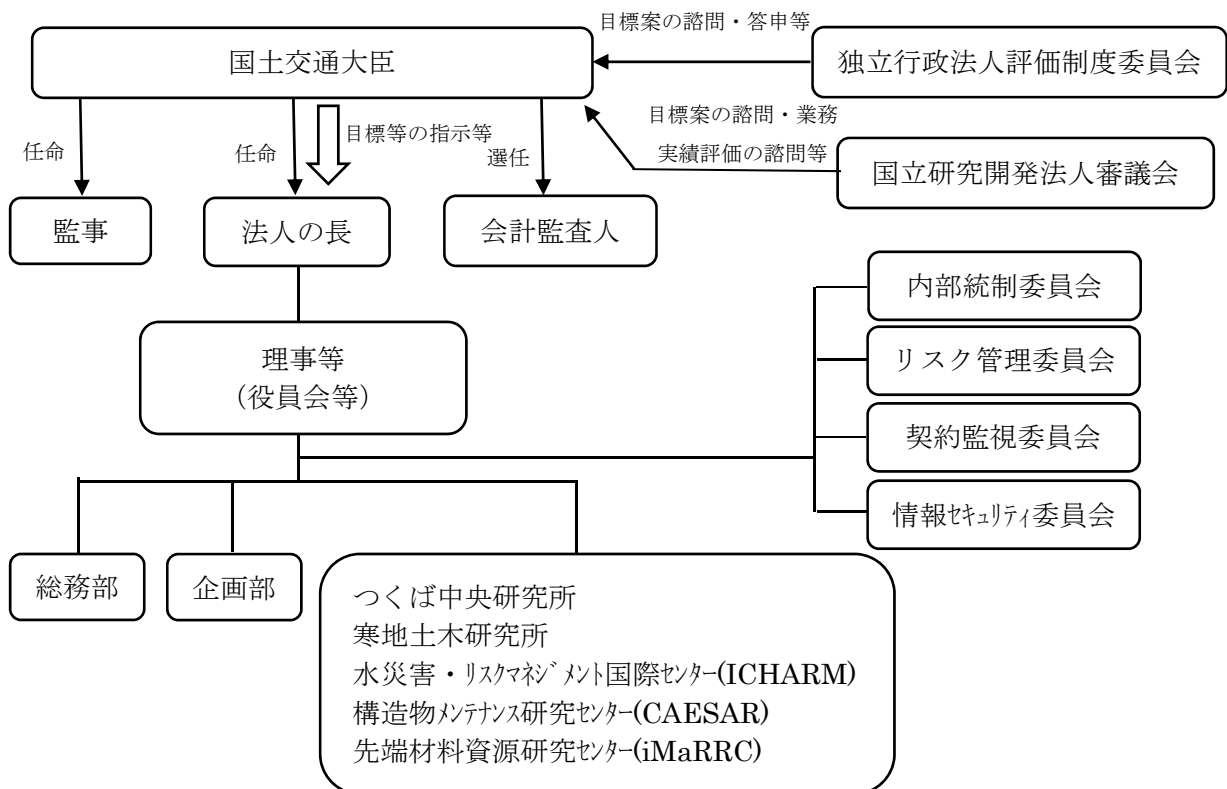 目標案の諮問・答申等
国土交通大臣
独立行政法人評価制度委員会
目標案の諮問・業務
実績評価の諮問等
任命
任命
目標等の指示等
選任
国立研究開発法人審議会
監事
法人の長
会計監査人
内部統制委員会
理事等
(役員会等)
リスク管理委員会
契約監視委員会
情報ｾｷｭﾘﾃｨ委員会
総務部
企画部
つくば中央研究所
寒地土木研究所
水災害・ﾘｽｸﾏﾈｼﾞﾒﾝﾄ国際ｾﾝﾀｰ(ICHARM)
構造物ﾒﾝﾃﾅﾝｽ研究ｾﾝﾀｰ(CAESAR)
先端材料資源研究ｾﾝﾀｰ(iMaRRC)